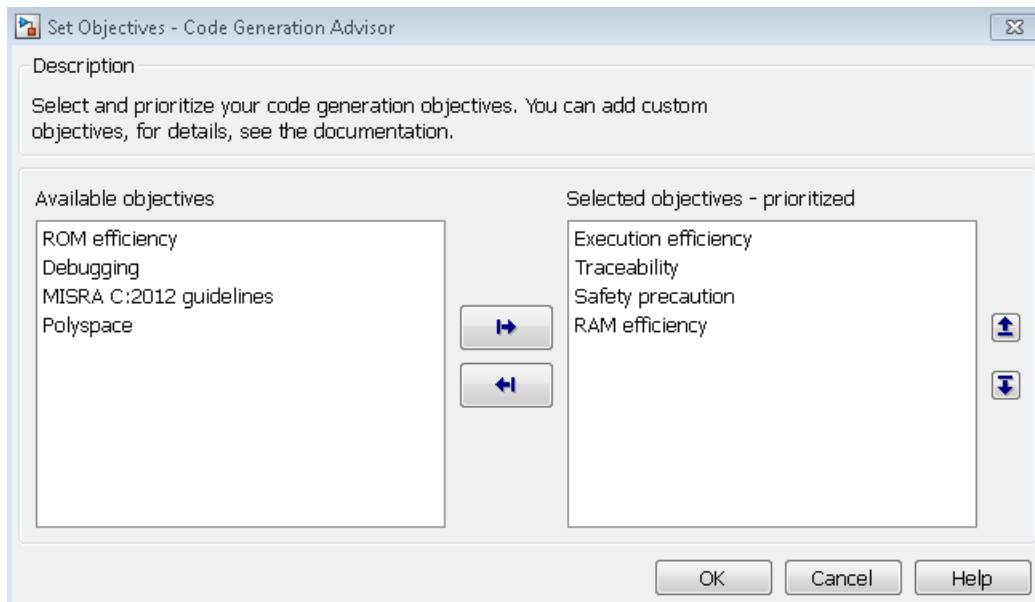 Set Objectives - Code Generation Advisor
Description
Select and prioritize your code generation objectives. You can add custom
objectives, for details, see the documentation.
Available objectives
ROM efficiency
Debugging
MISRA C:2012 guidelines
Polyspace
Selected objectives - prioritized
Execution efficiency
Traceability
Safety precaution
RAM efficiency
OK
Cancel
Help